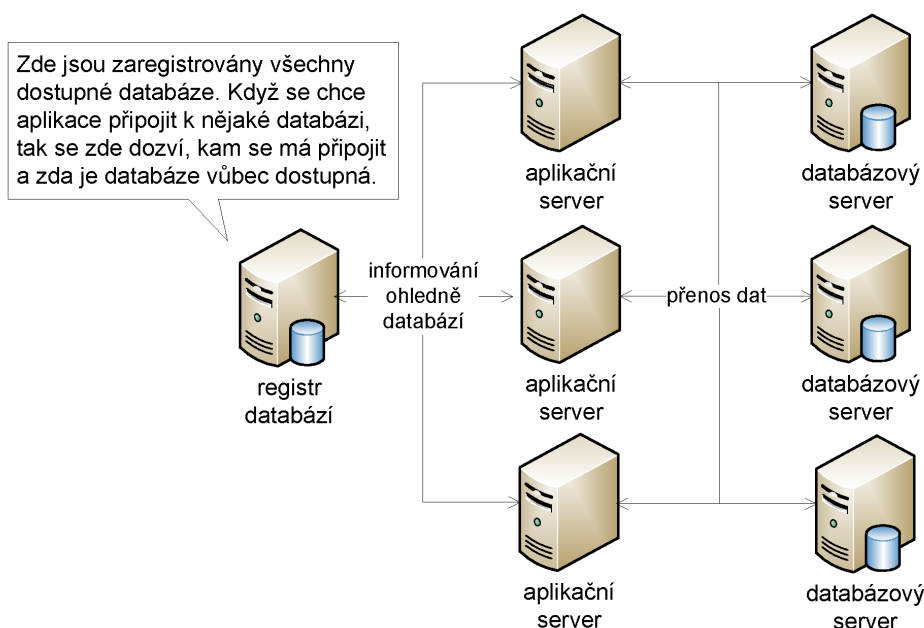 Zde jsou zaregistrovány všechny
dostupné databáze. Když se chce
aplikace připojit k nějaké databázi,
tak se zde dozví, kam se má připojit
a zda je databáze vůbec dostupná.
registr
databází
informování
ohledně
databází
aplikační
server
aplikační
server
aplikační
server
přenos dat
databázový
server
databázový
server
databázový
server